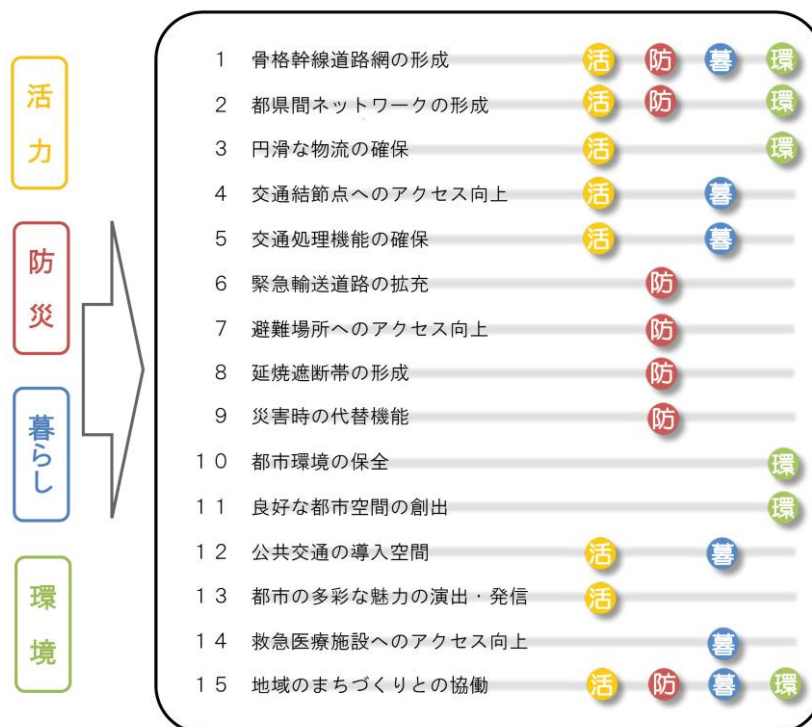 活力
防災
暮らし
環境
1 骨格幹線道路網の形成 活 防 暮 環
2 都県間ネットワークの形成 活 防 環
3 円滑な物流の確保 活 環
4 交通結節点へのアクセス向上 活 暮
5 交通処理機能の確保 活 暮
6 緊急輸送道路の拡充 防
7 避難場所へのアクセス向上 防
8 延焼遮断帯の形成 防
9 災害時の代替機能 防
10 都市環境の保全 環
11 良好な都市空間の創出 環
12 公共交通の導入空間 活 暮
13 都市の多彩な魅力の演出・発信 活
14 救急医療施設へのアクセス向上 暮
15 地域のまちづくりとの協働 活 防 暮 環